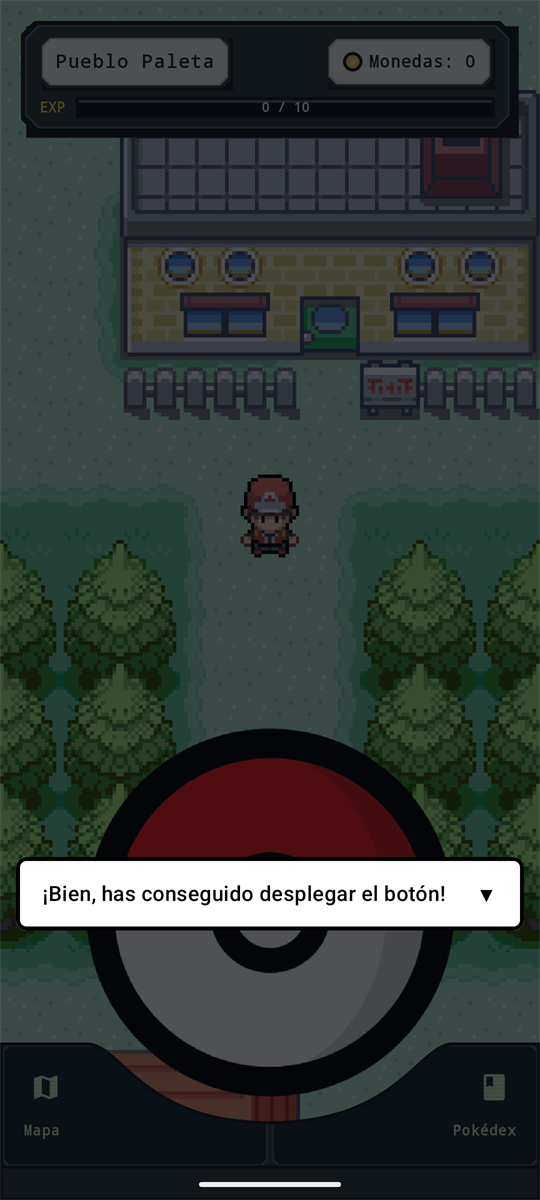 Pueblo Paleta
Monedas: 0
EXP
0 / 10
¡Bien, has conseguido desplegar el botón! ▼
Mapa
Pokédex